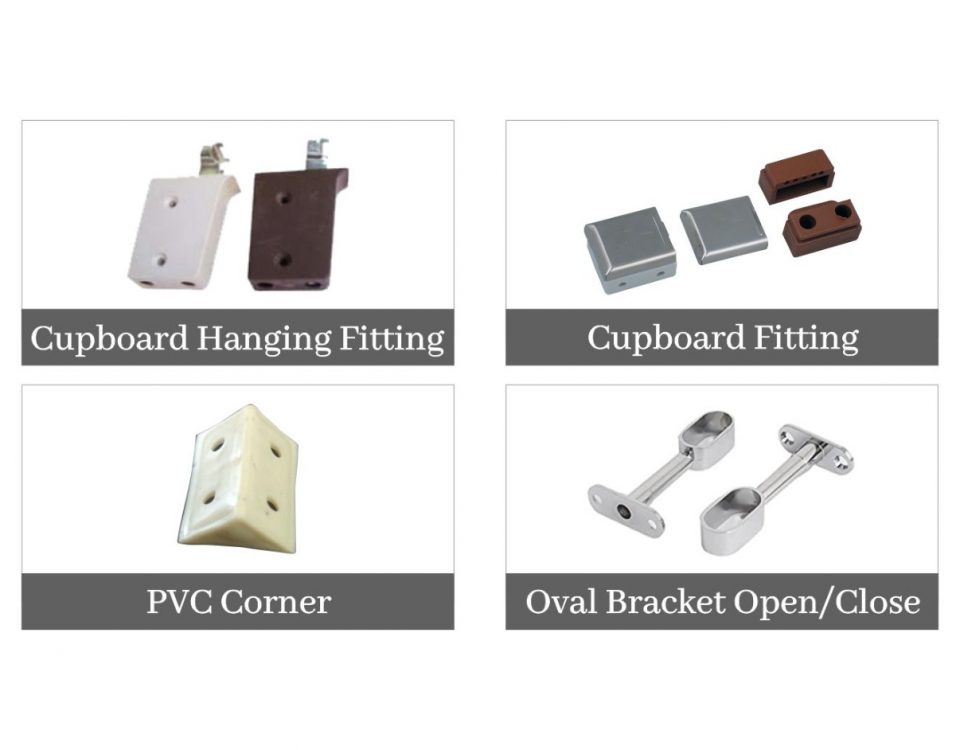 Cupboard Hanging Fitting
Cupboard Fitting
PVC Corner
Oval Bracket Open/Close